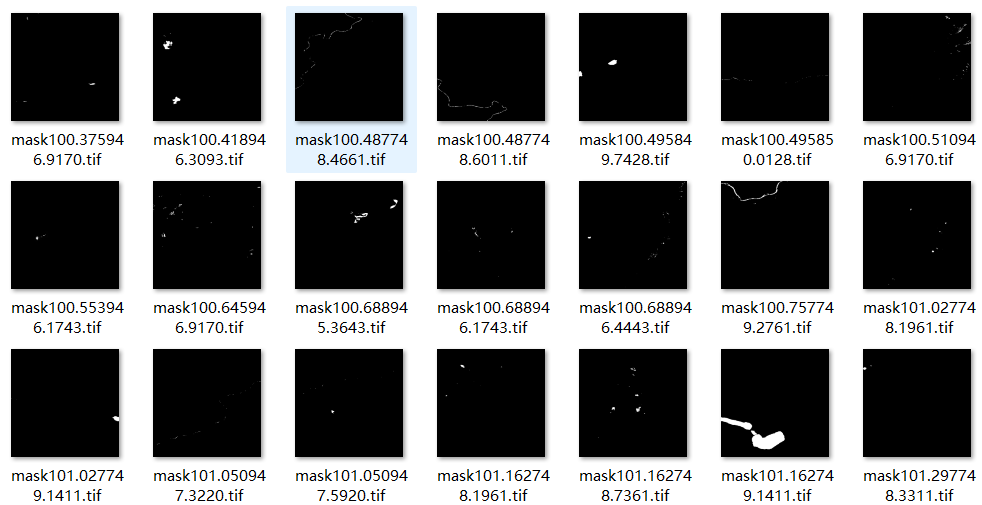 mask100.37594
6.9170.tif
mask100.41894
6.3093.tif
mask100.48774
8.4661.tif
mask100.48774
8.6011.tif
mask100.49584
9.7428.tif
mask100.49585
0.0128.tif
mask100.51094
6.9170.tif
mask100.55394
6.1743.tif
mask100.64594
6.9170.tif
mask100.68894
5.3643.tif
mask100.68894
6.1743.tif
mask100.68894
6.4443.tif
mask100.75774
9.2761.tif
mask101.02774
8.1961.tif
mask101.02774
9.1411.tif
mask101.05094
7.3220.tif
mask101.05094
7.5920.tif
mask101.16274
8.1961.tif
mask101.16274
8.7361.tif
mask101.16274
9.1411.tif
mask101.29774
8.3311.tif